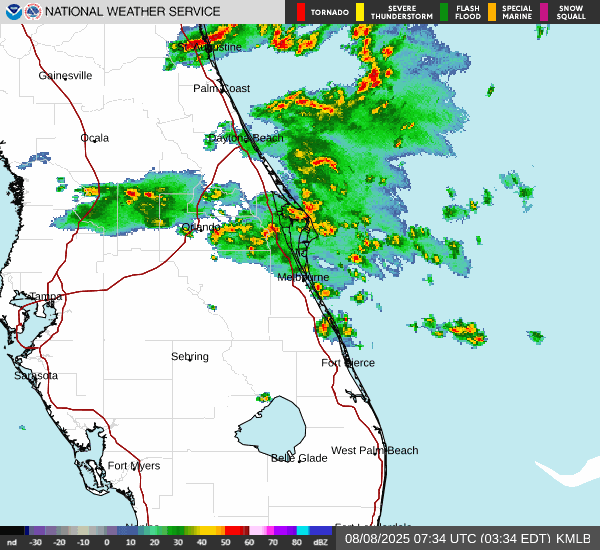 NATIONAL WEATHER SERVICE
TORNADO
SEVERE THUNDERSTORM
FLASH FLOOD
SPECIAL MARINE
SNOW SQUALL
St. Augustine
Gainesville
Palm Coast
Ocala
Daytona Beach
Orlando
Melbourne
Tampa
Sebring
Fort Pierce
Sarasota
West Palm Beach
Belle Glade
Fort Myers
Fort Lauderdale
nd -30 -20 -10 0 10 20 30 40 50 60 70 80 dBZ
08/08/2025 07:34 UTC (03:34 EDT) KMLB